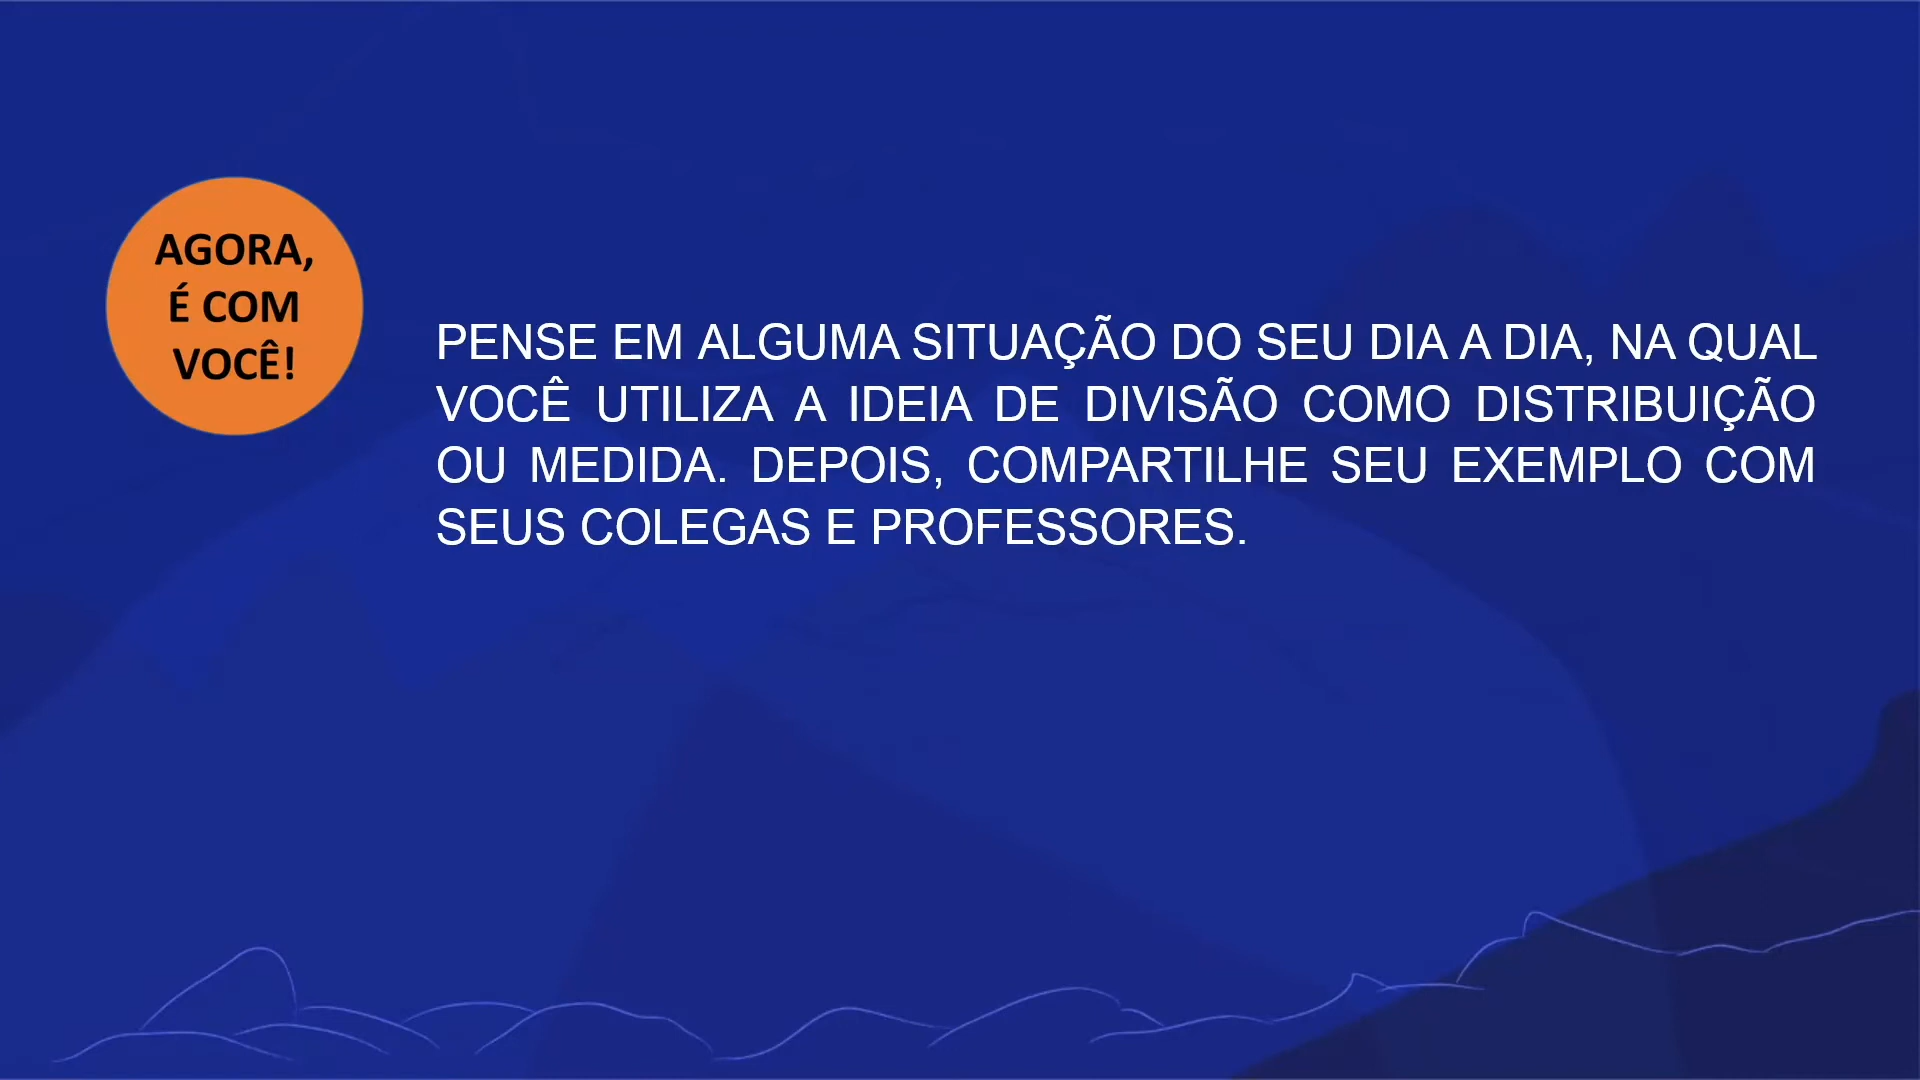 AGORA,
É COM
VOCÊ!
PENSE EM ALGUMA SITUAÇÃO DO SEU DIA A DIA, NA QUAL
VOCÊ UTILIZA A IDEIA DE DIVISÃO COMO DISTRIBUIÇÃO
OU MEDIDA. DEPOIS, COMPARTILHE SEU EXEMPLO COM
SEUS COLEGAS E PROFESSORES.